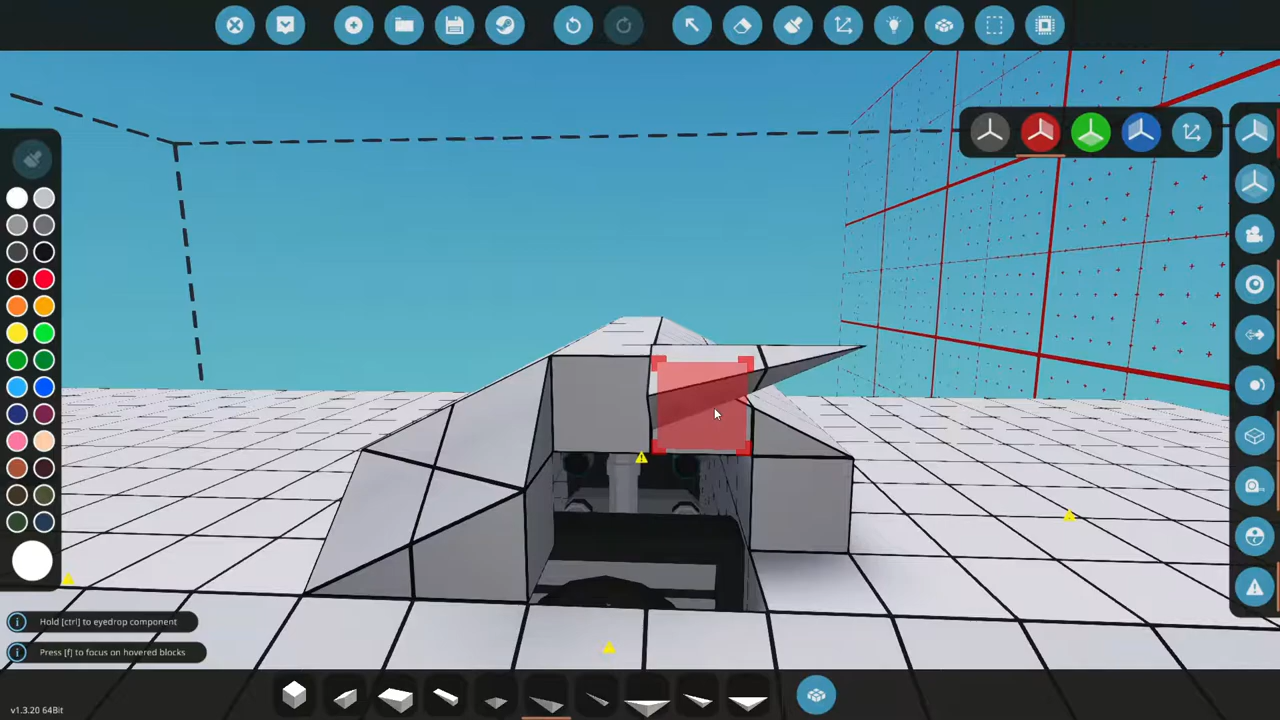 Hold [ctrl] to eyedrop component
Press [f] to focus on hovered blocks
v1.3.20 64Bit